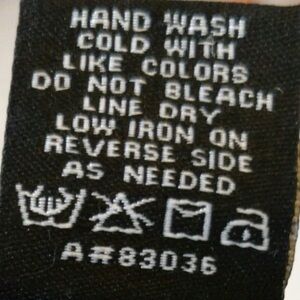 HAND WASH
COLD WITH
LIKE COLORS
DO NOT BLEACH
LINE DRY
LOW IRON ON
REVERSE SIDE
AS NEEDED
A#83036